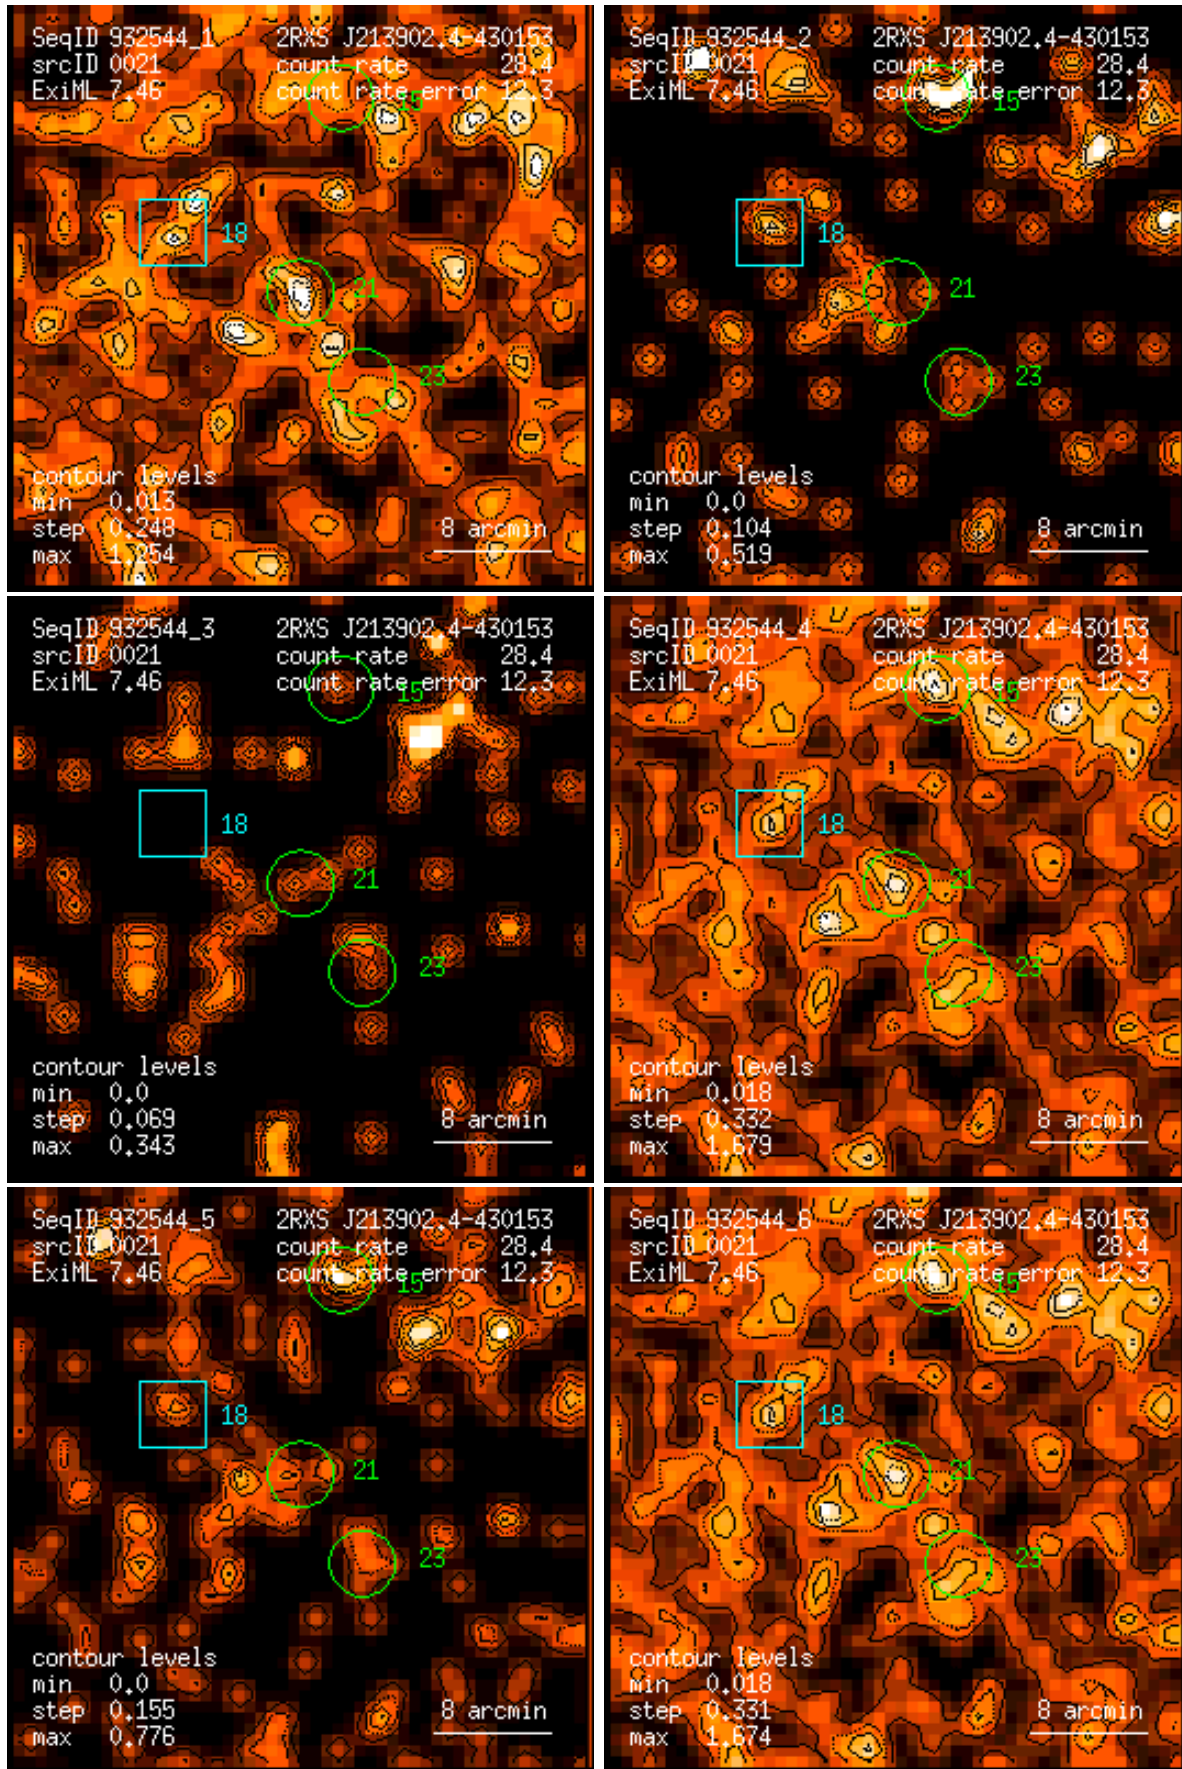 SeqID 932544_1 2RXS J213902.4-430153
srcID 0021 count rate 28.4
ExiML 7.46 count rate error 12.3
15
18
21
23
contour levels
min 0.013
step 0.248 8 arcmin
max 1.254
SeqID 932544_2 2RXS J213902.4-430153
srcID 0021 count rate 28.4
ExiML 7.46 count rate error 12.3
15
18
21
23
contour levels
min 0.0
step 0.104 8 arcmin
max 0.519
SeqID 932544_3 2RXS J213902.4-430153
srcID 0021 count rate 28.4
ExiML 7.46 count rate error 12.3
15
18
21
23
contour levels
min 0.0
step 0.069 8 arcmin
max 0.343
SeqID 932544_4 2RXS J213902.4-430153
srcID 0021 count rate 28.4
ExiML 7.46 count rate error 12.3
15
18
21
23
contour levels
min 0.018
step 0.332 8 arcmin
max 1.679
SeqID 932544_5 2RXS J213902.4-430153
srcID 0021 count rate 28.4
ExiML 7.46 count rate error 12.3
15
18
21
23
contour levels
min 0.0
step 0.155 8 arcmin
max 0.776
SeqID 932544_6 2RXS J213902.4-430153
srcID 0021 count rate 28.4
ExiML 7.46 count rate error 12.3
15
18
21
23
contour levels
min 0.018
step 0.331 8 arcmin
max 1.674